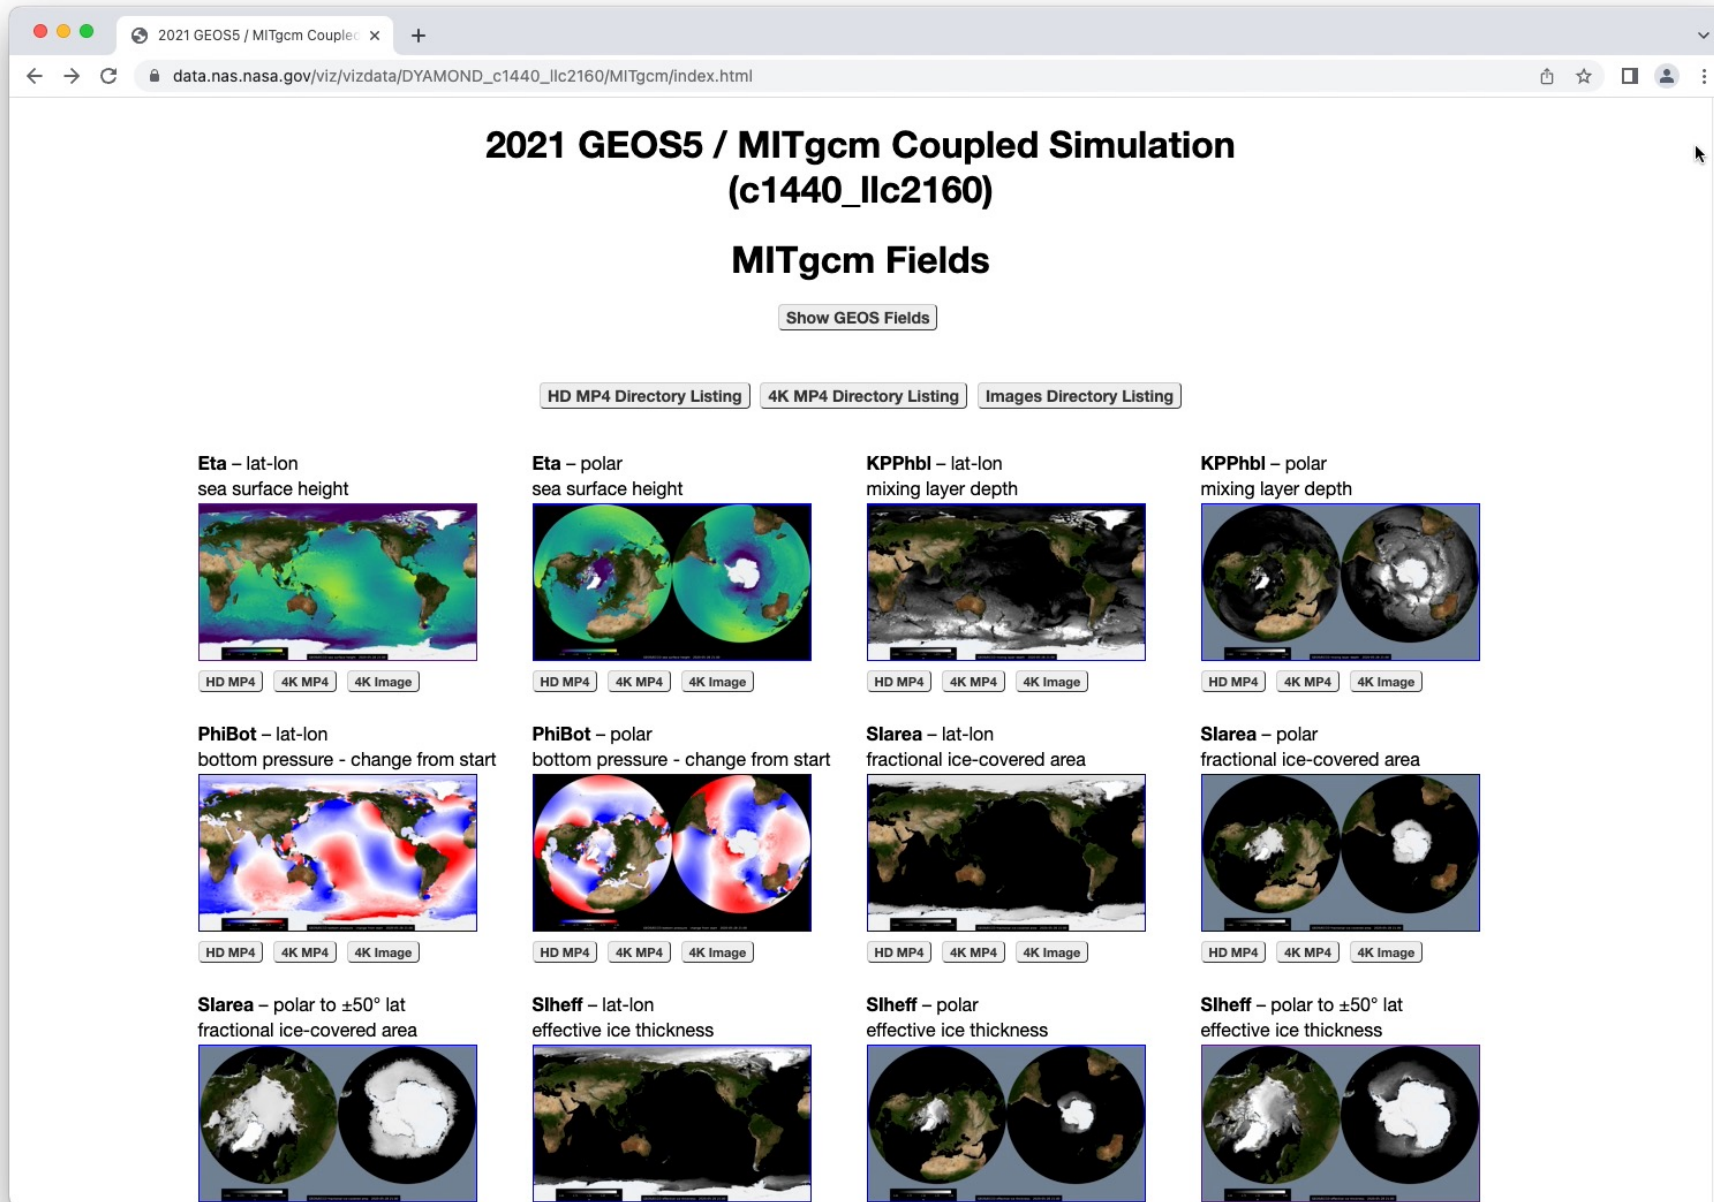 2021 GEOS5 / MITgcm Coupled
data.nas.nasa.gov/viz/vizdata/DYAMOND_c1440_llc2160/MITgcm/index.html
2021 GEOS5 / MITgcm Coupled Simulation
(c1440_llc2160)
MITgcm Fields
Show GEOS Fields
HD MP4 Directory Listing 4K MP4 Directory Listing Images Directory Listing
Eta – lat-lon
sea surface height
HD MP4 4K MP4 4K Image
Eta – polar
sea surface height
HD MP4 4K MP4 4K Image
KPPhbl – lat-lon
mixing layer depth
HD MP4 4K MP4 4K Image
KPPhbl – polar
mixing layer depth
HD MP4 4K MP4 4K Image
PhiBot – lat-lon
bottom pressure - change from start
HD MP4 4K MP4 4K Image
PhiBot – polar
bottom pressure - change from start
HD MP4 4K MP4 4K Image
SIarea – lat-lon
fractional ice-covered area
HD MP4 4K MP4 4K Image
SIarea – polar
fractional ice-covered area
HD MP4 4K MP4 4K Image
SIarea – polar to ±50° lat
fractional ice-covered area
SIheff – lat-lon
effective ice thickness
SIheff – polar
effective ice thickness
SIheff – polar to ±50° lat
effective ice thickness